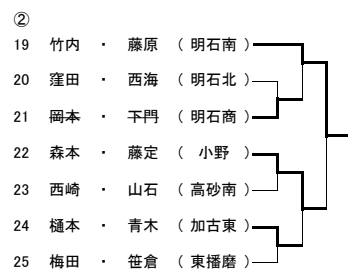 ②
19 竹内 ・ 藤原 ( 明石南 )
20 窪田 ・ 西海 ( 明石北 )
21 岡本 ・ 下門 ( 明石商 )
22 森本 ・ 藤定 ( 小野 )
23 西崎 ・ 山石 ( 高砂南 )
24 樋本 ・ 青木 ( 加古東 )
25 梅田 ・ 笹倉 ( 東播磨 )